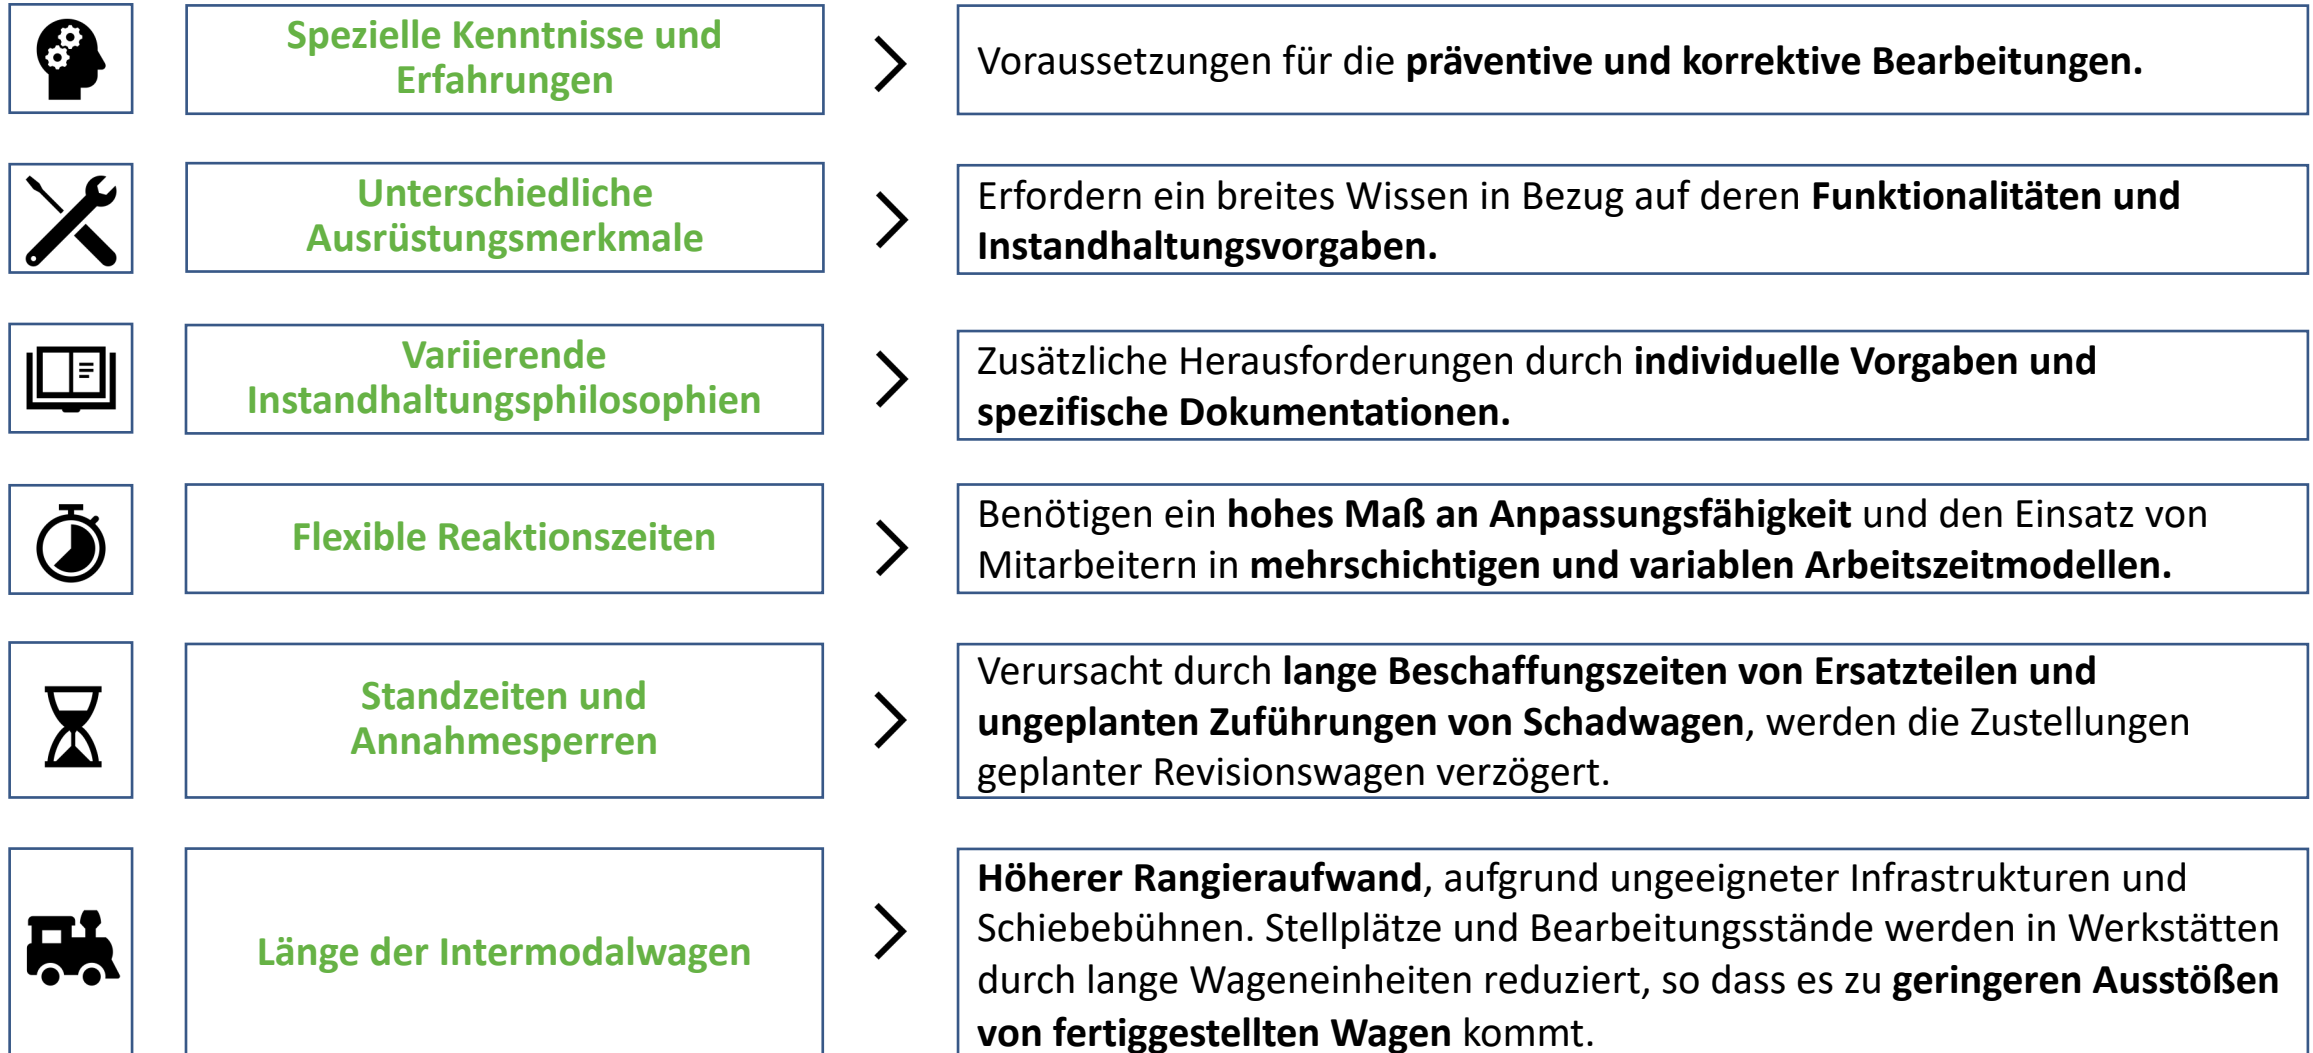 Spezielle Kenntnisse und
Erfahrungen
Voraussetzungen für die präventive und korrektive Bearbeitungen.
Unterschiedliche
Ausrüstungsmerkmale
Erfordern ein breites Wissen in Bezug auf deren Funktionalitäten und
Instandhaltungsvorgaben.
Variierende
Instandhaltungsphilosophien
Zusätzliche Herausforderungen durch individuelle Vorgaben und
spezifische Dokumentationen.
Flexible Reaktionszeiten
Benötigen ein hohes Maß an Anpassungsfähigkeit und den Einsatz von
Mitarbeitern in mehrschichtigen und variablen Arbeitszeitmodellen.
Standzeiten und
Annahmesperren
Verursacht durch lange Beschaffungszeiten von Ersatzteilen und
ungeplanten Zuführungen von Schadwagen, werden die Zustellungen
geplanter Revisionswagen verzögert.
Länge der Intermodalwagen
Höherer Rangieraufwand, aufgrund ungeeigneter Infrastrukturen und
Schiebebühnen. Stellplätze und Bearbeitungsstände werden in Werkstätten
durch lange Wageneinheiten reduziert, so dass es zu geringeren Ausstößen
von fertiggestellten Wagen kommt.